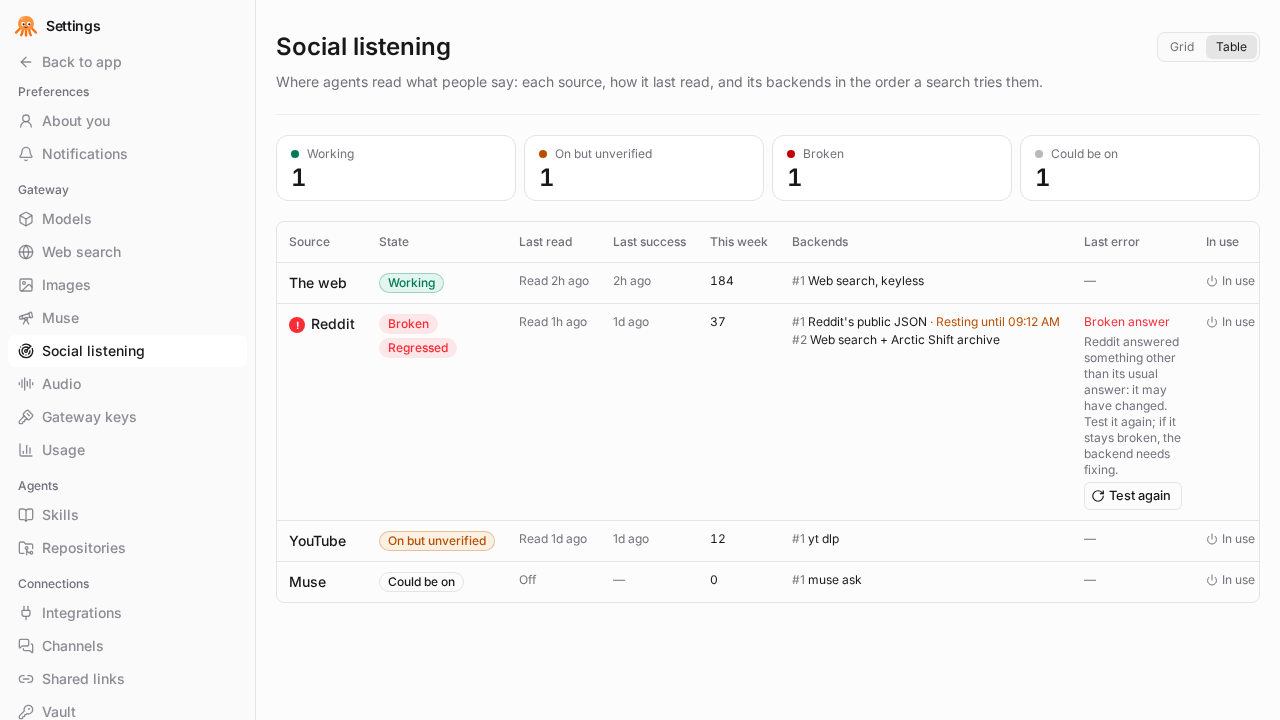 Settings
Back to app
Preferences
About you
Notifications
Gateway
Models
Web search
Images
Muse
Social listening
Audio
Gateway keys
Usage
Agents
Skills
Repositories
Connections
Integrations
Channels
Shared links
Vault
Social listening
Grid Table
Where agents read what people say: each source, how it last read, and its backends in the order a search tries them.
Working
1
On but unverified
1
Broken
1
Could be on
1
Source State Last read Last success This week Backends Last error In use
The web Working Read 2h ago 2h ago 184 #1 Web search, keyless — In use
Reddit Broken Read 1h ago 1d ago 37 #1 Reddit's public JSON · Resting until 09:12 AM Broken answer In use
Regressed #2 Web search + Arctic Shift archive
Reddit answered
something other
than its usual
answer: it may
have changed.
Test it again; if it
stays broken, the
backend needs
fixing.
Test again
YouTube On but unverified Read 1d ago 1d ago 12 #1 yt dlp — In use
Muse Could be on Off — 0 #1 muse ask — In use